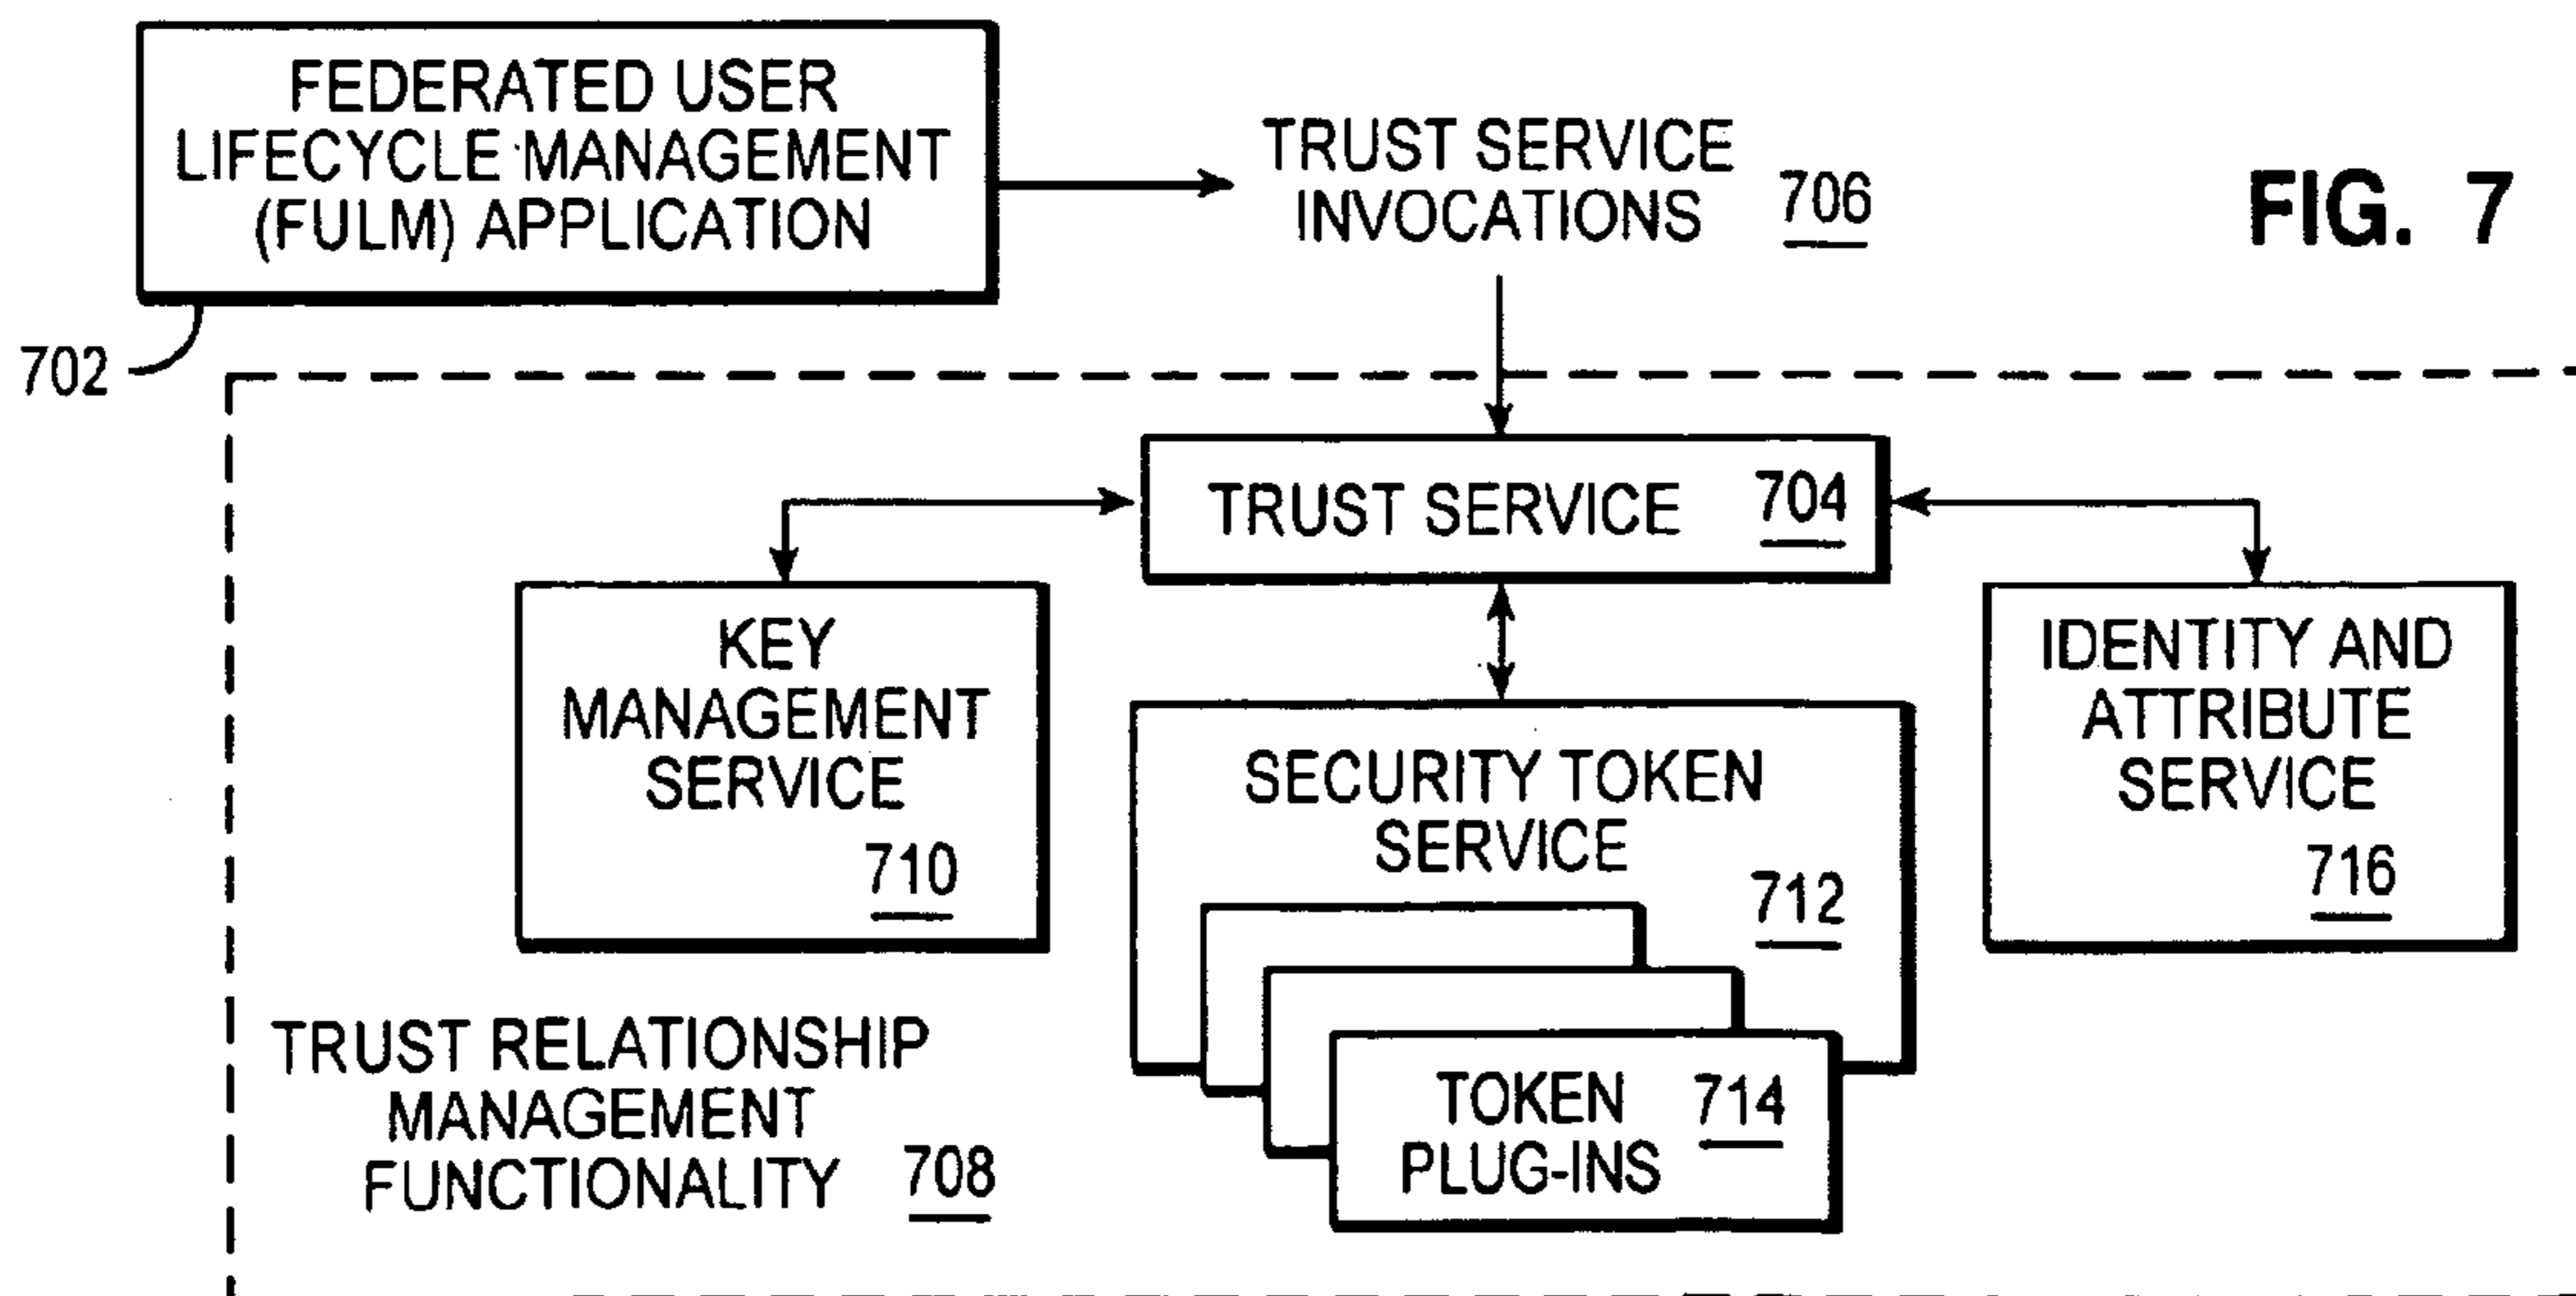 FEDERATED USER
LIFECYCLE MANAGEMENT
(FULM) APPLICATION
702
TRUST SERVICE
INVOCATIONS 706
FIG. 7
TRUST SERVICE 704
KEY
MANAGEMENT
SERVICE
710
SECURITY TOKEN
SERVICE
712
TOKEN 714
PLUG-INS
IDENTITY AND
ATTRIBUTE
SERVICE
716
TRUST RELATIONSHIP
MANAGEMENT
FUNCTIONALITY 708